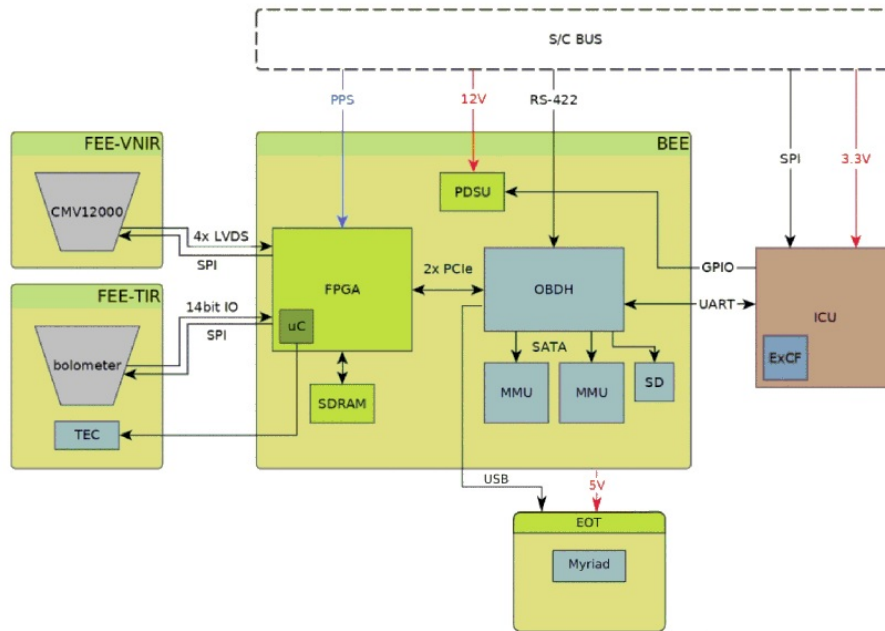 S/C BUS
PPS
12V
RS-422
SPI
3.3V
FEE-VNIR
CMV12000
4x LVDS
SPI
FEE-TIR
14bit IO
SPI
bolometer
TEC
BEE
PDSU
FPGA
uC
SDRAM
2x PCIe
OBDH
SATA
MMU
MMU
SD
GPIO
UART
ICU
ExCF
USB
5V
EOT
Myriad